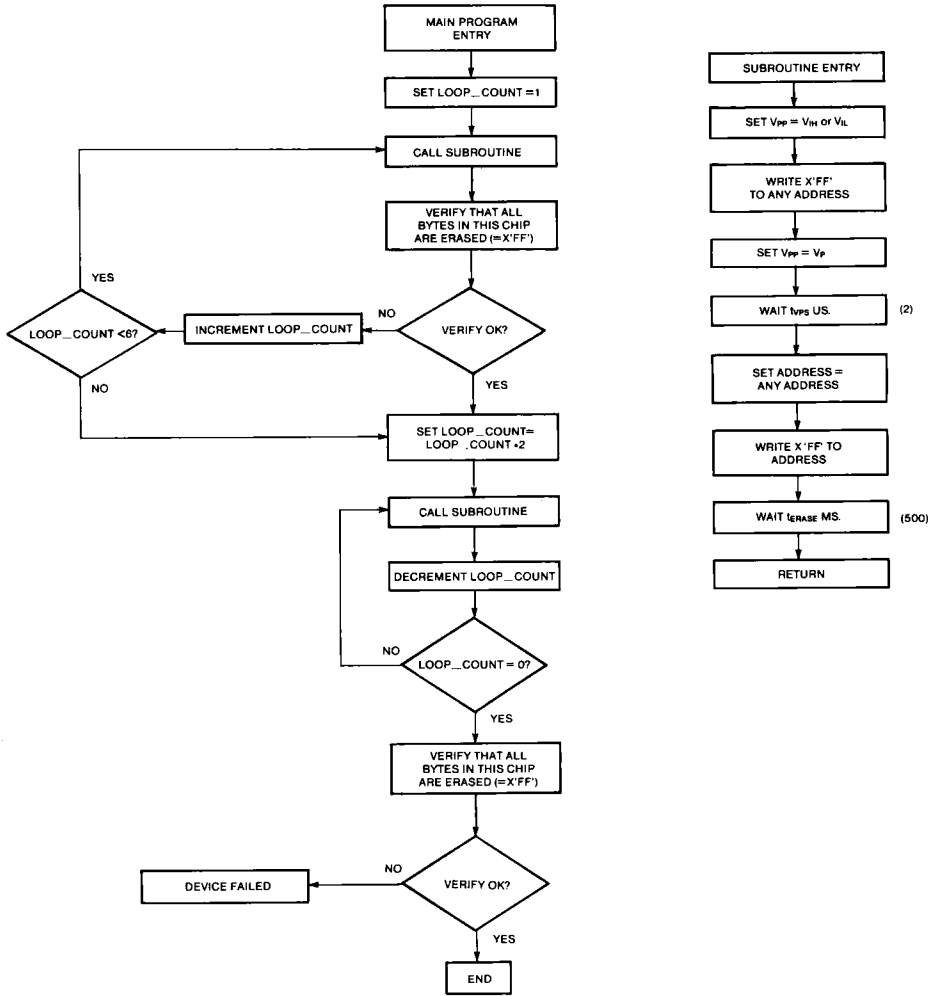 MAIN PROGRAM
ENTRY
SET LOOP_COUNT =1
CALL SUBROUTINE
VERIFY THAT ALL
BYTES IN THIS CHIP
ARE ERASED (=X'FF')
YES
LOOP_COUNT <6?
NO
INCREMENT LOOP_COUNT
NO
VERIFY OK?
YES
SET LOOP_COUNT=
LOOP_COUNT *2
CALL SUBROUTINE
DECREMENT LOOP_COUNT
NO
LOOP_COUNT = 0?
YES
VERIFY THAT ALL
BYTES IN THIS CHIP
ARE ERASED (=X'FF')
NO
VERIFY OK?
DEVICE FAILED
YES
END
SUBROUTINE ENTRY
SET VPP = VIH or VIL
WRITE X'FF'
TO ANY ADDRESS
SET VPP = VP
WAIT tVPS US.
(2)
SET ADDRESS =
ANY ADDRESS
WRITE X'FF' TO
ADDRESS
WAIT tERASE MS.
(500)
RETURN